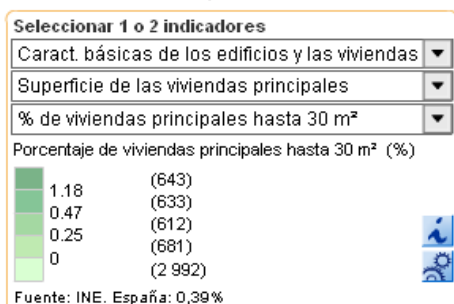 Seleccionar 1 o 2 indicadores
Caract. básicas de los edificios y las viviendas
Superficie de las viviendas principales
% de viviendas principales hasta 30 m²
Porcentaje de viviendas principales hasta 30 m² (%)
(643)
1.18
(633)
0.47
(612)
0.25
(681)
0
(2 992)
Fuente: INE. España: 0,39%